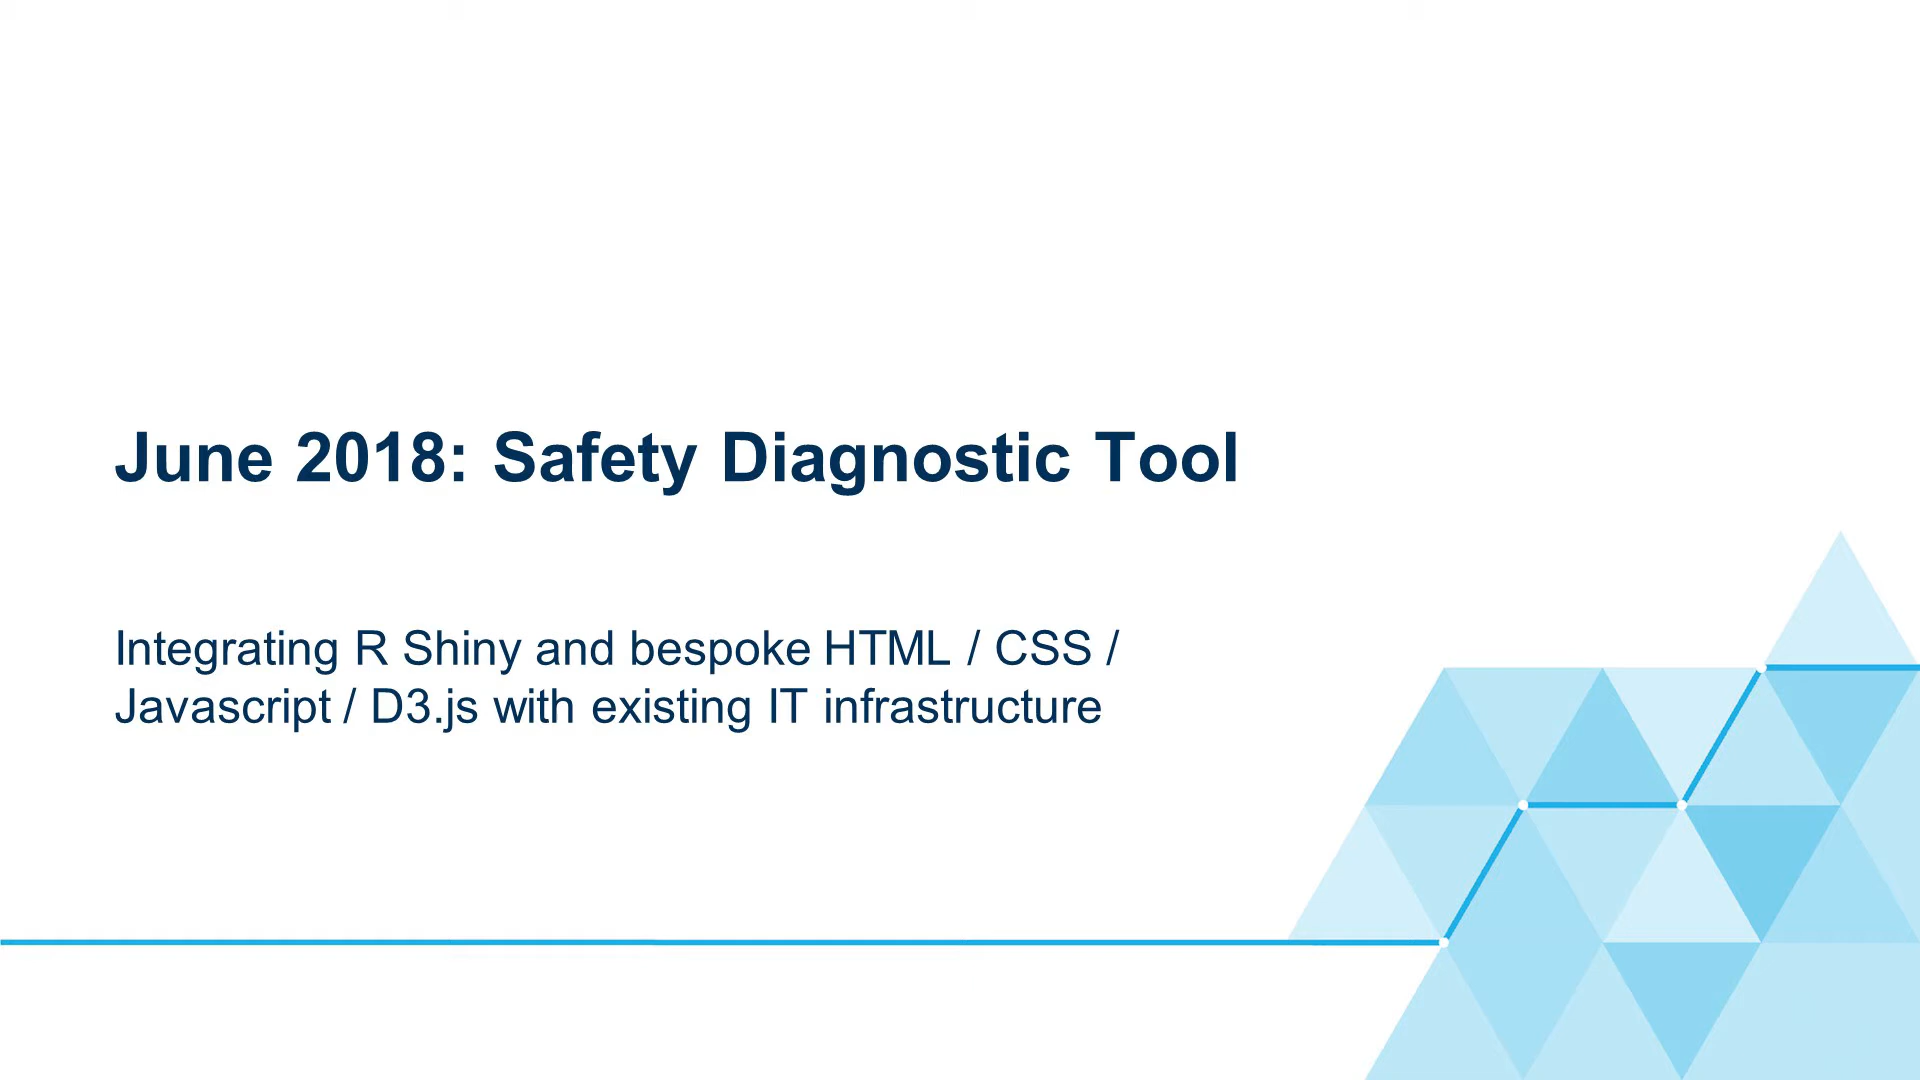 June 2018: Safety Diagnostic Tool
Integrating R Shiny and bespoke HTML / CSS /
Javascript / D3.js with existing IT infrastructure